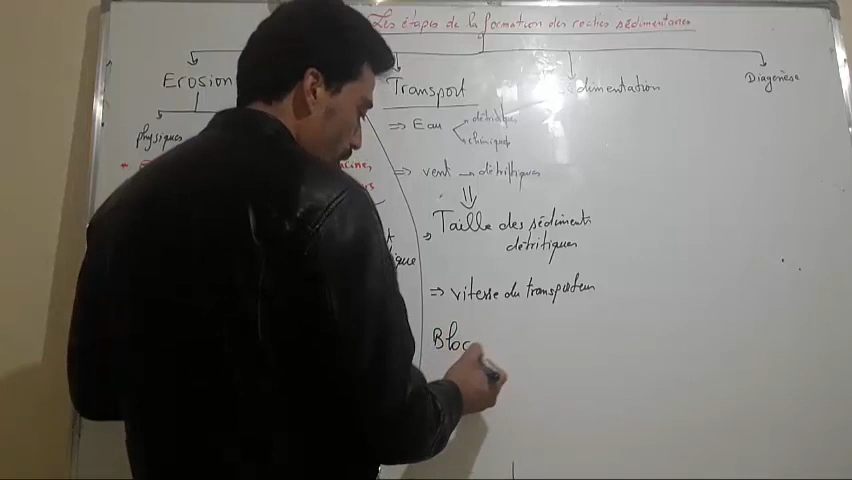 Les étapes de la formation des roches sédimentaires
Erosion
Transport
dimentation
Diagenèse
physiques
⇒ Eau
détritiques
chimiques
⇒ vent → détritiques
⇒ Taille des sédiments
détritiques
⇒ vitesse du transporteur
Bloc